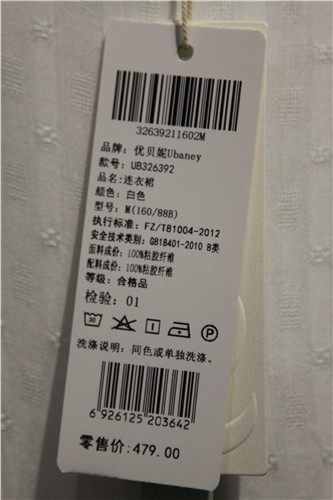 32639211602M
品牌：优贝妮Ubaney
款号：UB326392
品名：连衣裙
颜色：白色
型号：M(160/88B)
执行标准：FZ/TB1004-2012
安全技术类别：GB18401-2010 B类
面料成份：100%粘胶纤维
配料成份：100%粘胶纤维
等级：合格品
检验：01
30 P
洗涤说明：同色或单独洗涤。
6 926125 203642
零售价:479.00